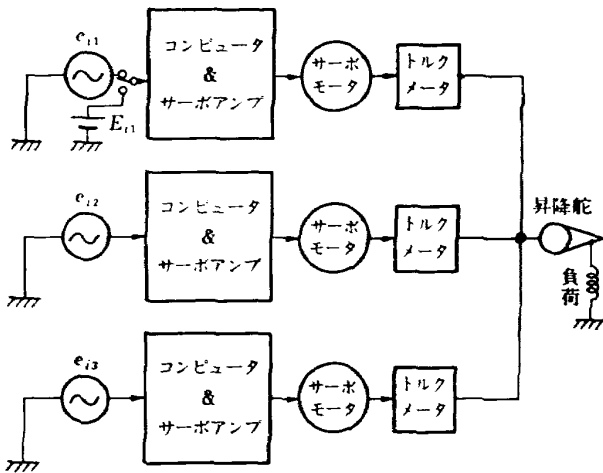 e_{i1}
コンピュータ
&
サーボアンプ
サーボ
モータ
トルク
メータ
E_{i1}
e_{i2}
コンピュータ
&
サーボアンプ
サーボ
モータ
トルク
メータ
昇降舵
負荷
e_{i3}
コンピュータ
&
サーボアンプ
サーボ
モータ
トルク
メータ